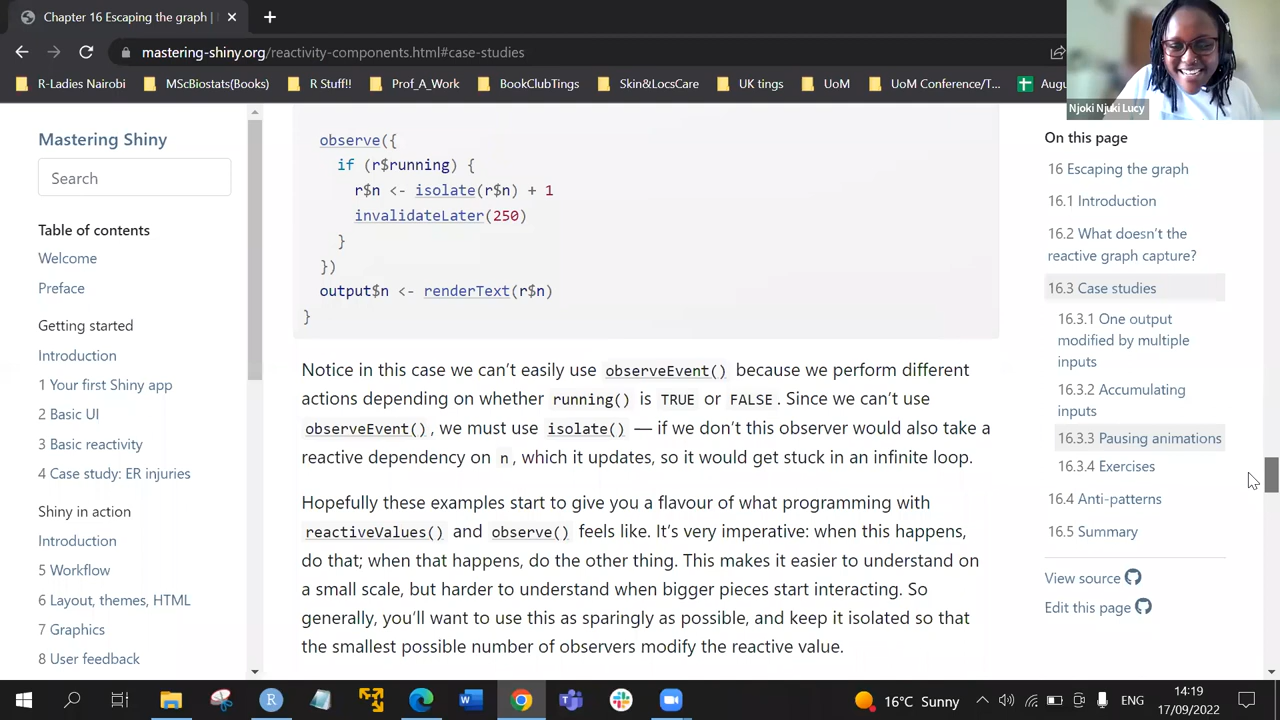 Chapter 16 Escaping the graph |
mastering-shiny.org/reactivity-components.html#case-studies
R-Ladies Nairobi
MScBiostats(Books)
R Stuff!!
Prof_A_Work
BookClubTings
Skin&LocsCare
UK tings
UoM
UoM Conference/T...
Augu
Njoki Njuki Lucy
Mastering Shiny
Search
Table of contents
Welcome
Preface
Getting started
Introduction
1 Your first Shiny app
2 Basic UI
3 Basic reactivity
4 Case study: ER injuries
Shiny in action
Introduction
5 Workflow
6 Layout, themes, HTML
7 Graphics
8 User feedback
observe({
if (r$running) {
r$n <- isolate(r$n) + 1
invalidateLater(250)
}
})
output$n <- renderText(r$n)
}
Notice in this case we can’t easily use observeEvent() because we perform different
actions depending on whether running() is TRUE or FALSE. Since we can’t use
observeEvent(), we must use isolate() — if we don’t this observer would also take a
reactive dependency on n, which it updates, so it would get stuck in an infinite loop.
Hopefully these examples start to give you a flavour of what programming with
reactiveValues() and observe() feels like. It’s very imperative: when this happens,
do that; when that happens, do the other thing. This makes it easier to understand on
a small scale, but harder to understand when bigger pieces start interacting. So
generally, you’ll want to use this as sparingly as possible, and keep it isolated so that
the smallest possible number of observers modify the reactive value.
On this page
16 Escaping the graph
16.1 Introduction
16.2 What doesn’t the
reactive graph capture?
16.3 Case studies
16.3.1 One output
modified by multiple
inputs
16.3.2 Accumulating
inputs
16.3.3 Pausing animations
16.3.4 Exercises
16.4 Anti-patterns
16.5 Summary
View source
Edit this page
16°C Sunny
ENG
14:19
17/09/2022